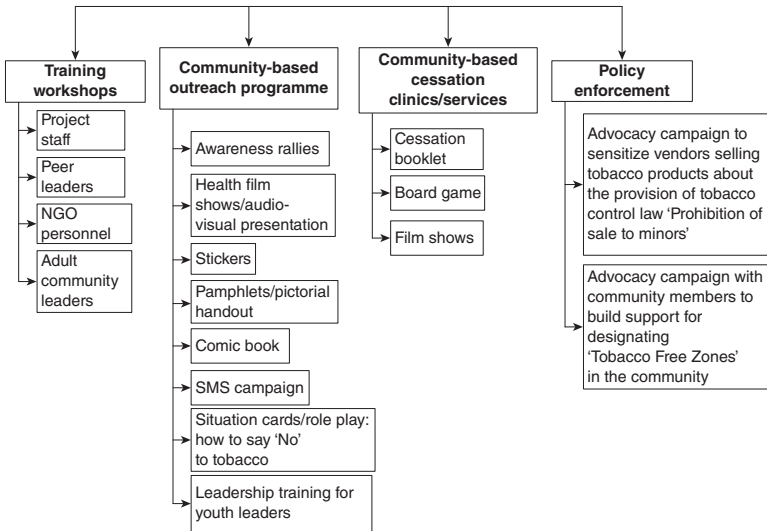 Training
workshops
Project
staff
Peer
leaders
NGO
personnel
Adult
community
leaders
Community-based
outreach programme
Awareness rallies
Health film
shows/audio-
visual presentation
Stickers
Pamphlets/pictorial
handout
Comic book
SMS campaign
Situation cards/role play:
how to say ‘No’
to tobacco
Leadership training for
youth leaders
Community-based
cessation
clinics/services
Cessation
booklet
Board game
Film shows
Policy
enforcement
Advocacy campaign to
sensitize vendors selling
tobacco products about
the provision of tobacco
control law ‘Prohibition of
sale to minors’
Advocacy campaign with
community members to
build support for
designating
‘Tobacco Free Zones’
in the community